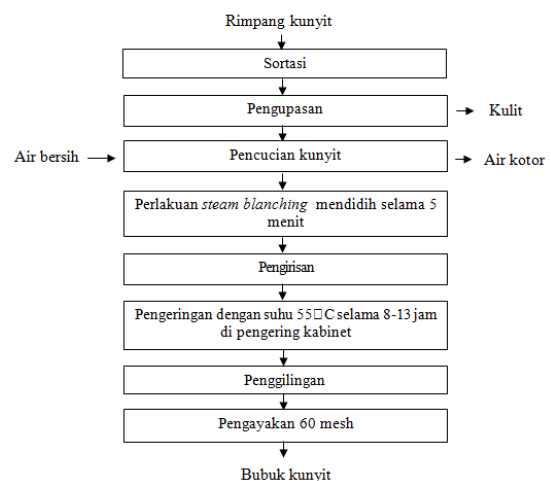 Rimpang kunyit
Sortasi
Pengupasan
Kulit
Air bersih
Pencucian kunyit
Air kotor
Perlakuan steam blanching mendidih selama 5
menit
Pengirisan
Pengeringan dengan suhu 55□C selama 8-13 jam
di pengering kabinet
Penggilingan
Pengayakan 60 mesh
Bubuk kunyit